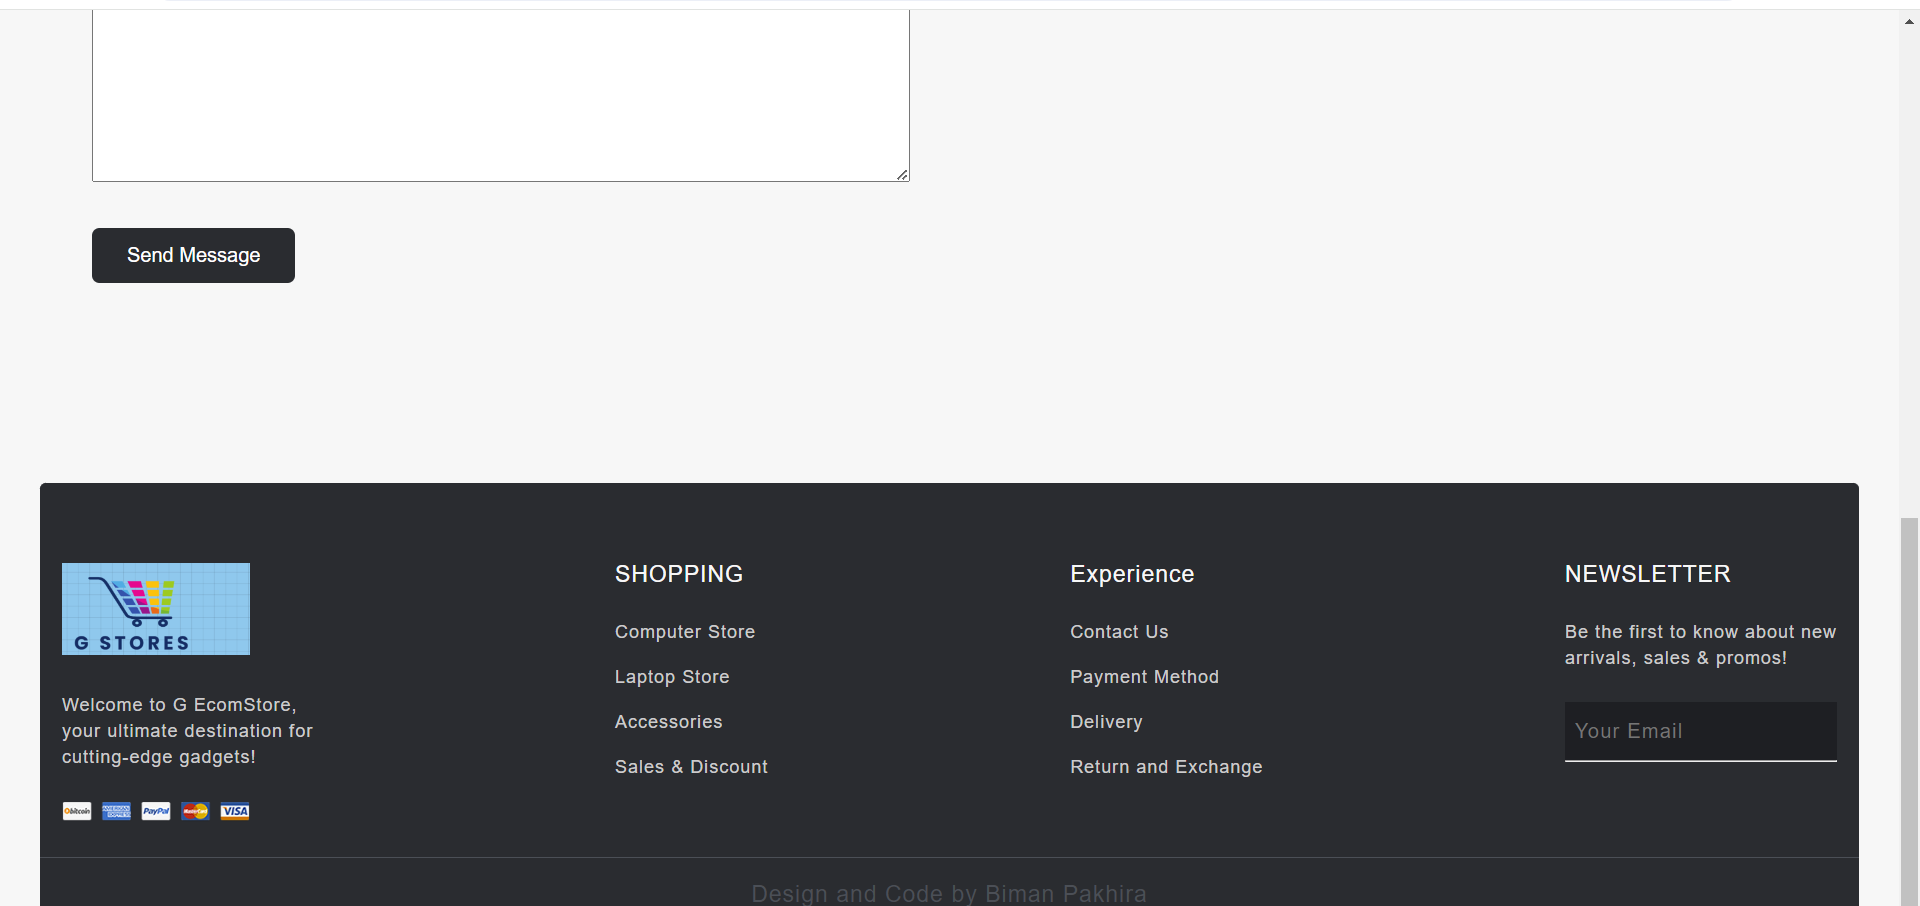 Send Message
G STORES
Welcome to G EcomStore,
your ultimate destination for
cutting-edge gadgets!
bitcoin
AMERICAN
EXPRESS
PayPal
MasterCard
VISA
SHOPPING
Computer Store
Laptop Store
Accessories
Sales & Discount
Experience
Contact Us
Payment Method
Delivery
Return and Exchange
NEWSLETTER
Be the first to know about new
arrivals, sales & promos!
Your Email
Design and Code by Biman Pakhira